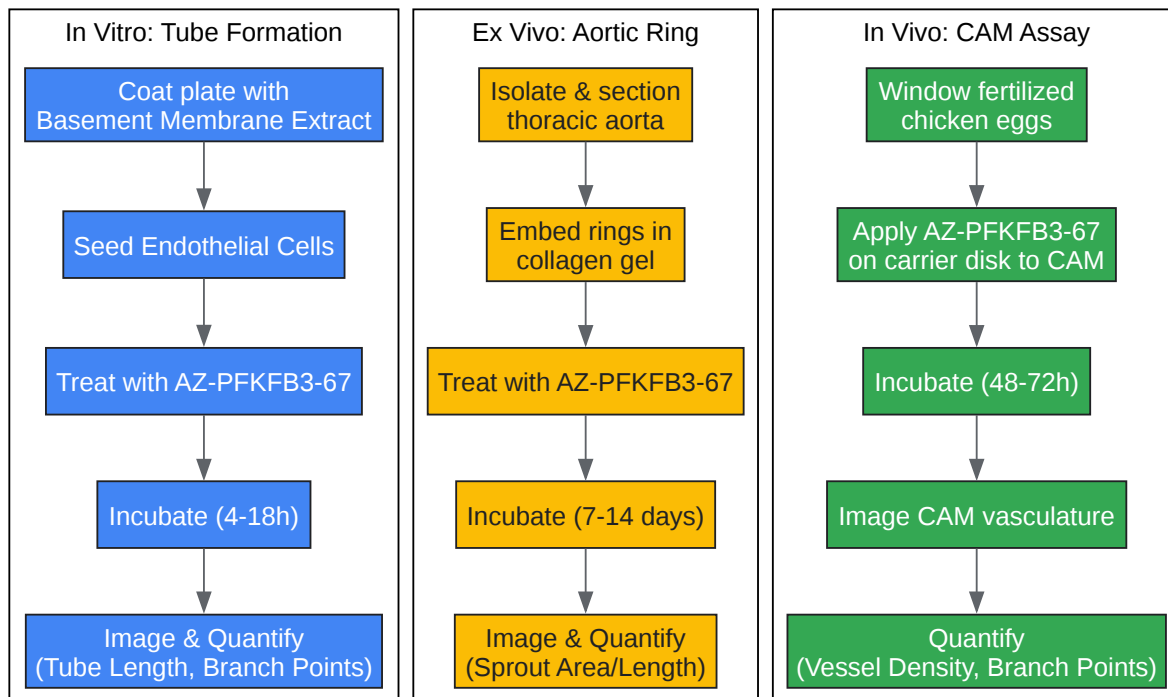 In Vitro: Tube Formation
Coat plate with
Basement Membrane Extract
Seed Endothelial Cells
Treat with AZ-PFKFB3-67
Incubate (4-18h)
Image & Quantify
(Tube Length, Branch Points)
Ex Vivo: Aortic Ring
Isolate & section
thoracic aorta
Embed rings in
collagen gel
Treat with AZ-PFKFB3-67
Incubate (7-14 days)
Image & Quantify
(Sprout Area/Length)
In Vivo: CAM Assay
Window fertilized
chicken eggs
Apply AZ-PFKFB3-67
on carrier disk to CAM
Incubate (48-72h)
Image CAM vasculature
Quantify
(Vessel Density, Branch Points)